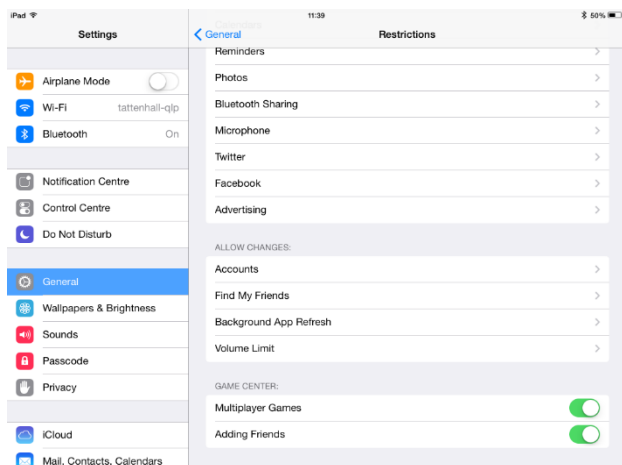 iPad 11:39 50%
Settings
General Restrictions
Calendars
Reminders
Airplane Mode
Wi-Fi tattenhall-qlp
Bluetooth On
Notification Centre
Control Centre
Do Not Disturb
General
Wallpapers & Brightness
Sounds
Passcode
Privacy
iCloud
Mail, Contacts, Calendars
Photos
Bluetooth Sharing
Microphone
Twitter
Facebook
Advertising
ALLOW CHANGES:
Accounts
Find My Friends
Background App Refresh
Volume Limit
GAME CENTER:
Multiplayer Games
Adding Friends